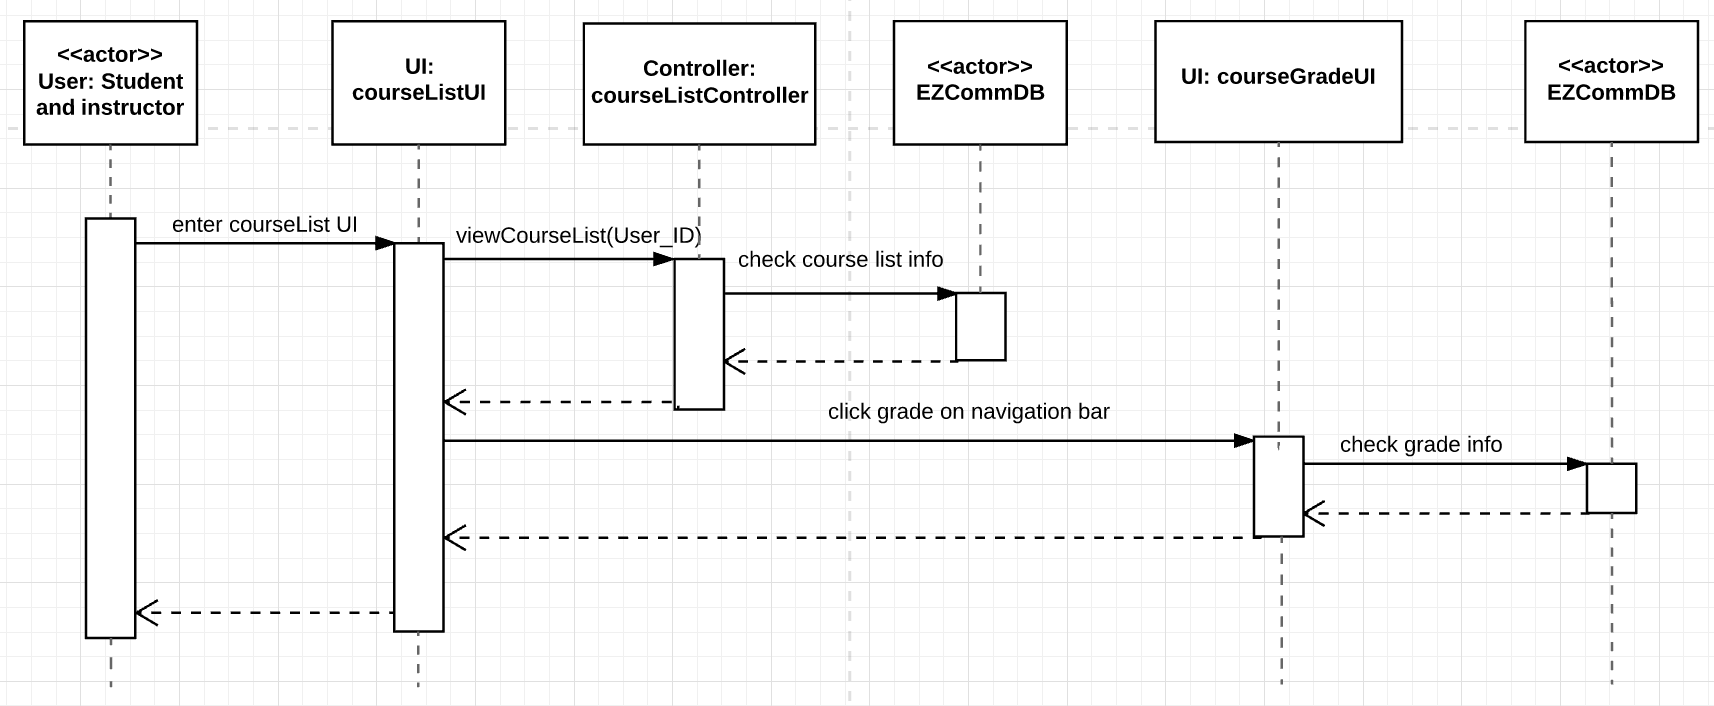 <<actor>>
User: Student
and instructor
UI:
courseListUI
Controller:
courseListController
<<actor>>
EZCommDB
UI: courseGradeUI
<<actor>>
EZCommDB
enter courseList UI
viewCourseList(User_ID)
check course list info
click grade on navigation bar
check grade info